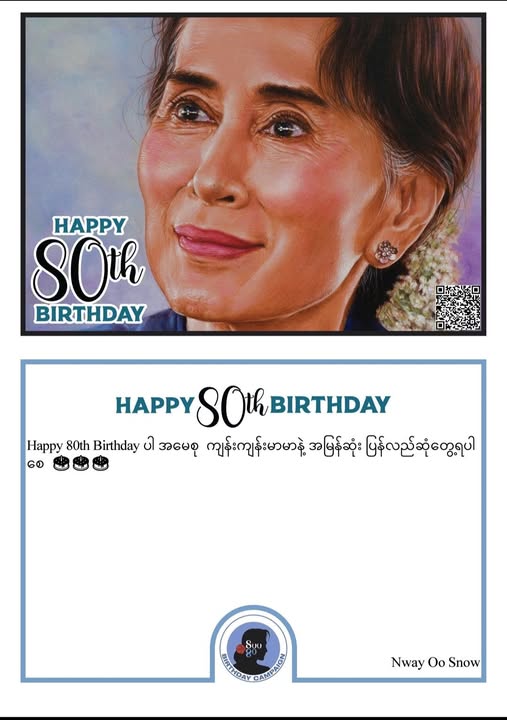 HAPPY
80th
BIRTHDAY
HAPPY 80th BIRTHDAY
Happy 80th Birthday ပါ အမေစု ကျန်းကျန်းမာမာနဲ့ အမြန်ဆုံး ပြန်လည်ဆုံတွေ့ရပါ
စေ 🎂🎂🎂
Suu
80
BIRTHDAY CAMPAIGN
Nway Oo Snow